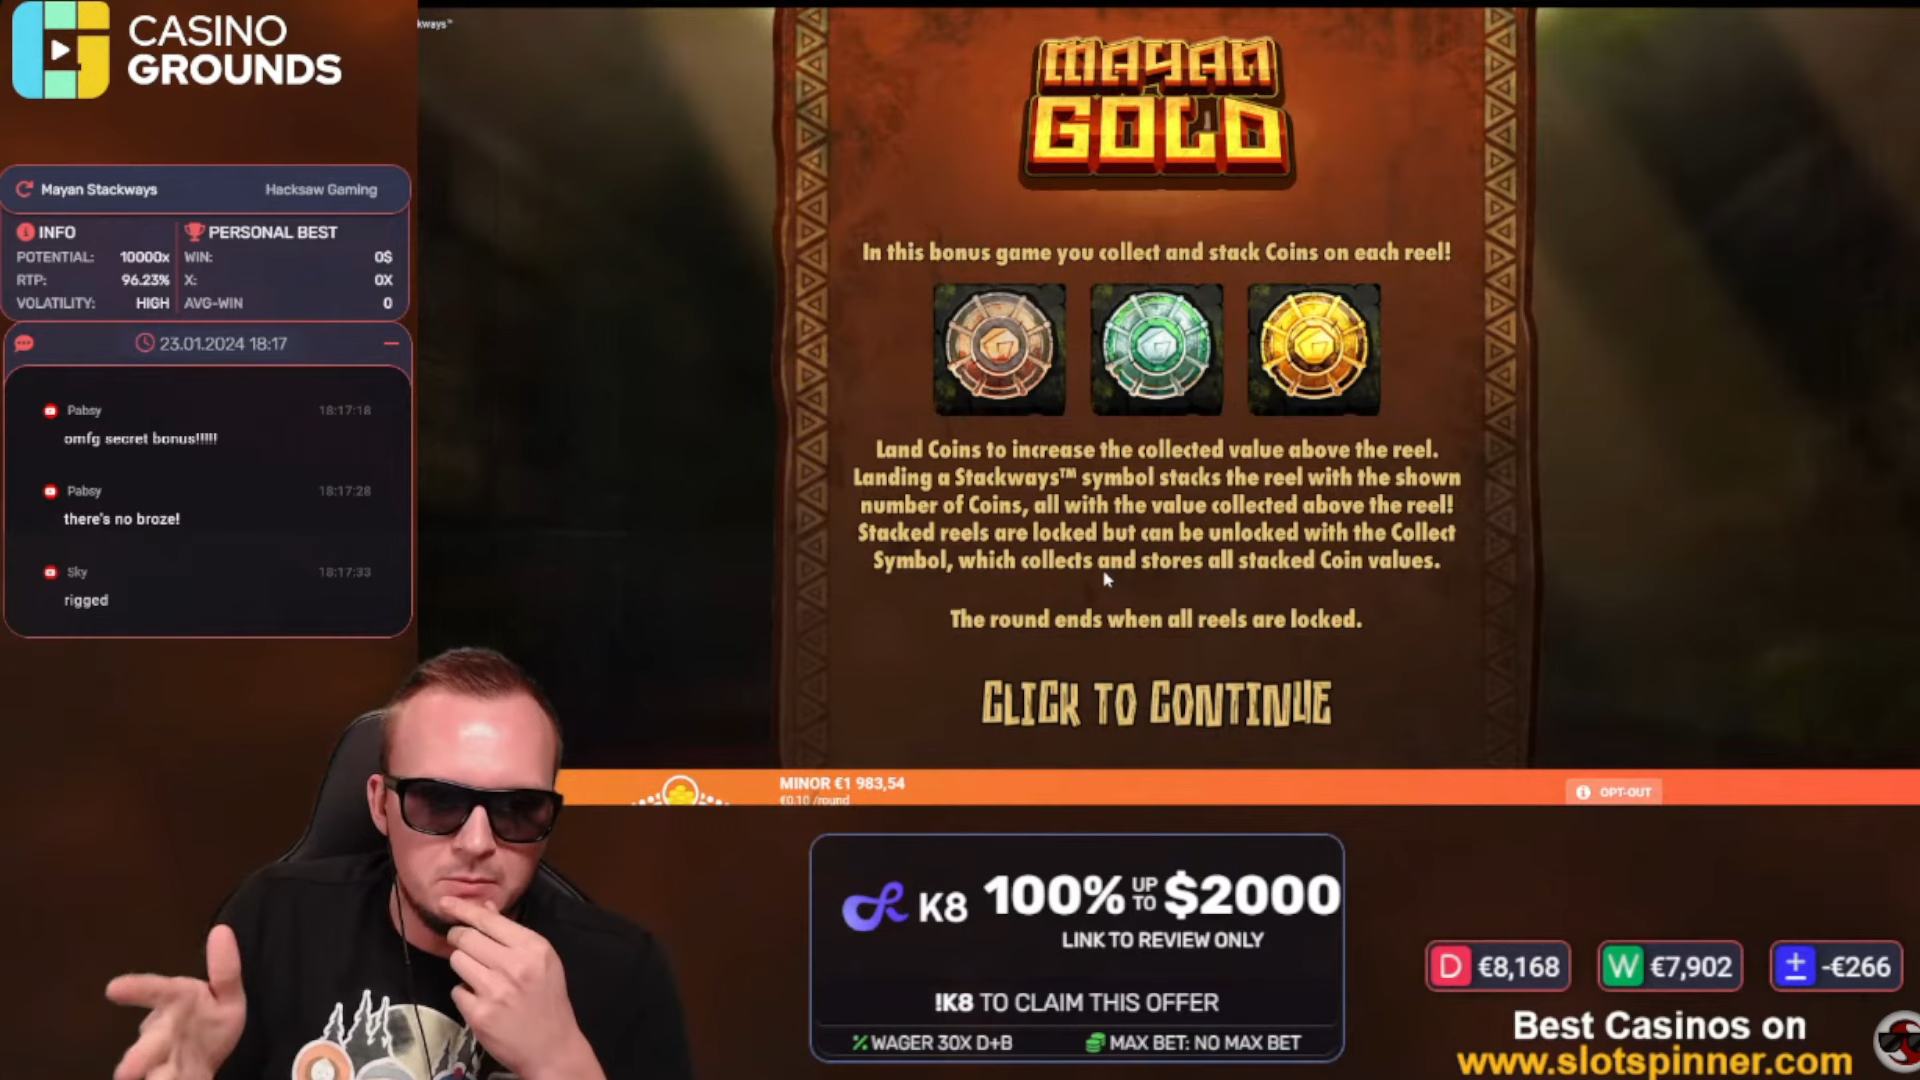 CASINO
GROUNDS
kways™
Mayan Stackways Hacksaw Gaming
INFO PERSONAL BEST
POTENTIAL: 10000x WIN: 0$
RTP: 96.23% X: 0X
VOLATILITY: HIGH AVG-WIN 0
23.01.2024 18:17
Pabsy 18:17:18
omfg secret bonus!!!!!
Pabsy 18:17:28
there's no broze!
Sky 18:17:33
rigged
MAYAN
GOLD
In this bonus game you collect and stack Coins on each reel!
Land Coins to increase the collected value above the reel.
Landing a Stackways™ symbol stacks the reel with the shown
number of Coins, all with the value collected above the reel!
Stacked reels are locked but can be unlocked with the Collect
Symbol, which collects and stores all stacked Coin values.
The round ends when all reels are locked.
CLICK TO CONTINUE
MINOR €1 983,54
€0.10 /round
OPT-OUT
K8 100% UP TO $2000
LINK TO REVIEW ONLY
!K8 TO CLAIM THIS OFFER
WAGER 30X D+B MAX BET: NO MAX BET
D €8,168 W €7,902 ± -€266
Best Casinos on
www.slotspinner.com